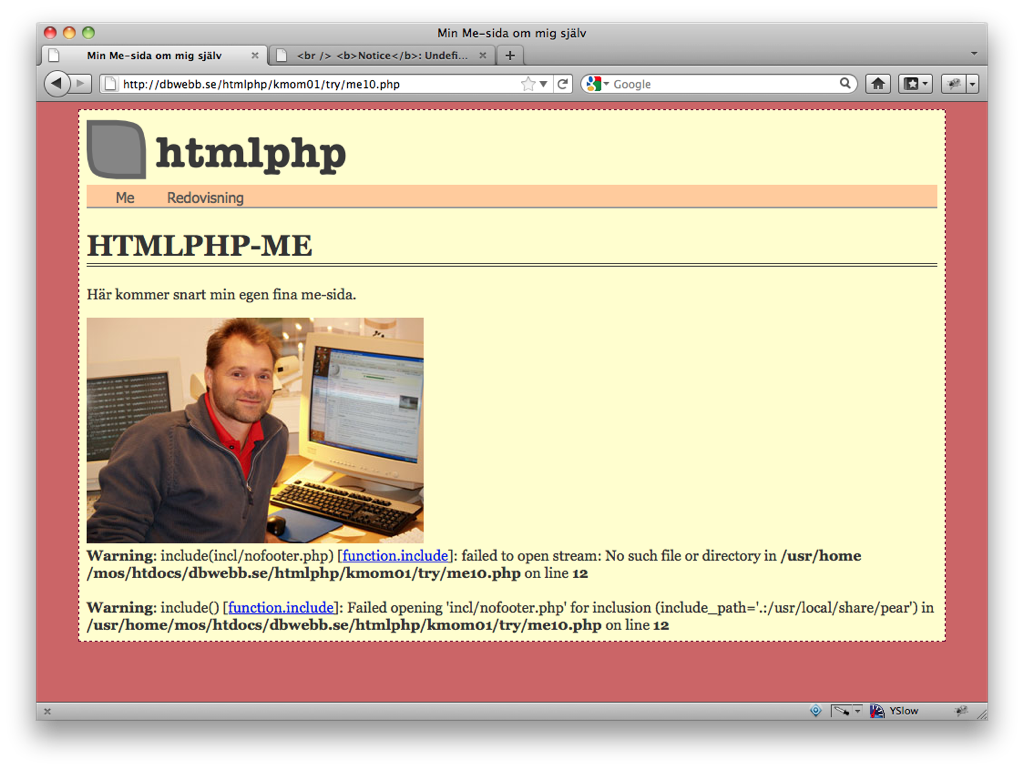 Min Me-sida om mig själv
Min Me-sida om mig själv
<br /> <b>Notice</b>: Undefi...
http://dbwebb.se/htmlphp/kmom01/try/me10.php
Google
htmlphp
Me Redovisning
HTMLPHP-ME
Här kommer snart min egen fina me-sida.
Warning: include(incl/nofooter.php) [function.include]: failed to open stream: No such file or directory in /usr/home
/mos/htdocs/dbwebb.se/htmlphp/kmom01/try/me10.php on line 12
Warning: include() [function.include]: Failed opening 'incl/nofooter.php' for inclusion (include_path='.:/usr/local/share/pear') in
/usr/home/mos/htdocs/dbwebb.se/htmlphp/kmom01/try/me10.php on line 12
YSlow